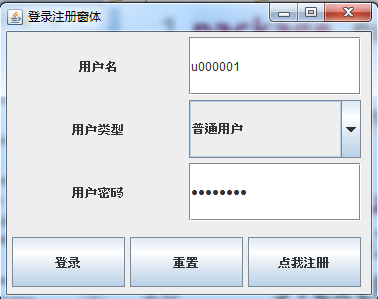 登录注册窗体
用户名 u000001
用户类型 普通用户
用户密码 ••••••••
登录 重置 点我注册